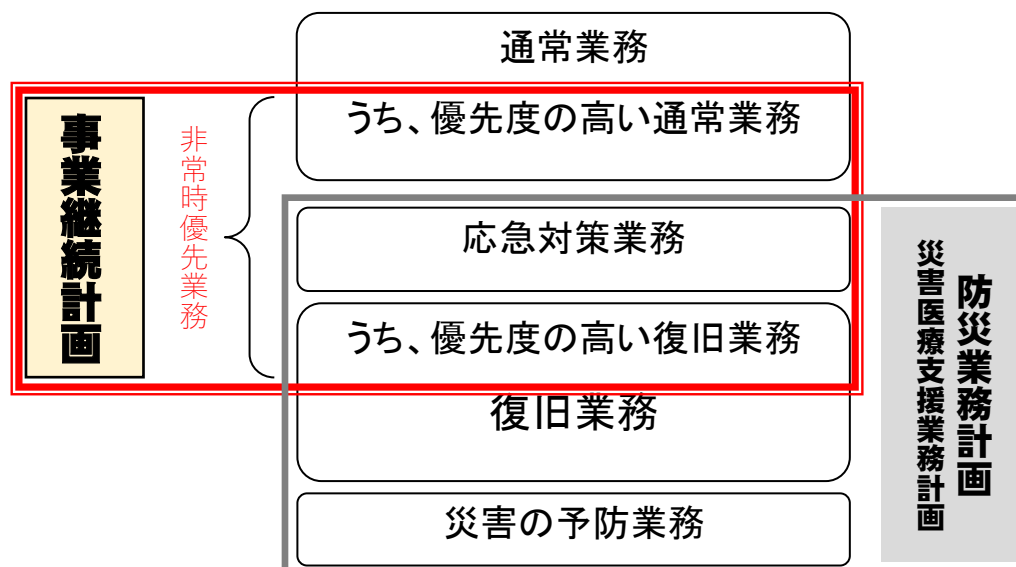 通常業務
うち、優先度の高い通常業務
事業継続計画
非常時優先業務
応急対策業務
うち、優先度の高い復旧業務
復旧業務
災害の予防業務
防災業務計画
災害医療支援業務計画